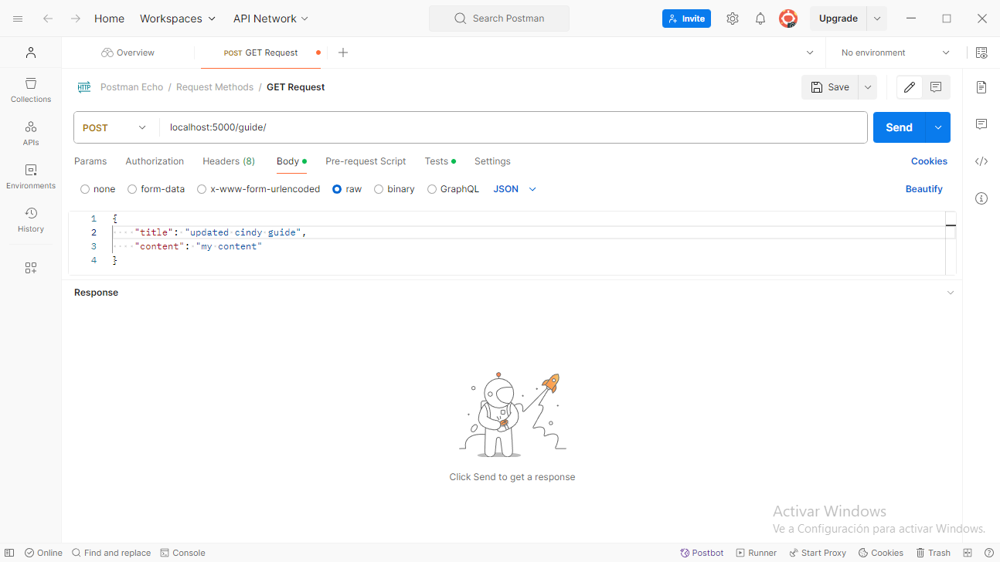 Home Workspaces API Network Search Postman Invite Upgrade
Overview POST GET Request No environment
HTTP Postman Echo / Request Methods / GET Request Save
Collections
APIs
Environments
History
POST localhost:5000/guide/ Send
Params Authorization Headers (8) Body Pre-request Script Tests Settings Cookies
none form-data x-www-form-urlencoded raw binary GraphQL JSON Beautify
1 {
2 "title": "updated cindy guide",
3 "content": "my content"
4 }
Response
Click Send to get a response
Activar Windows
Ve a Configuración para activar Windows.
Online Find and replace Console Postbot Runner Start Proxy Cookies Trash